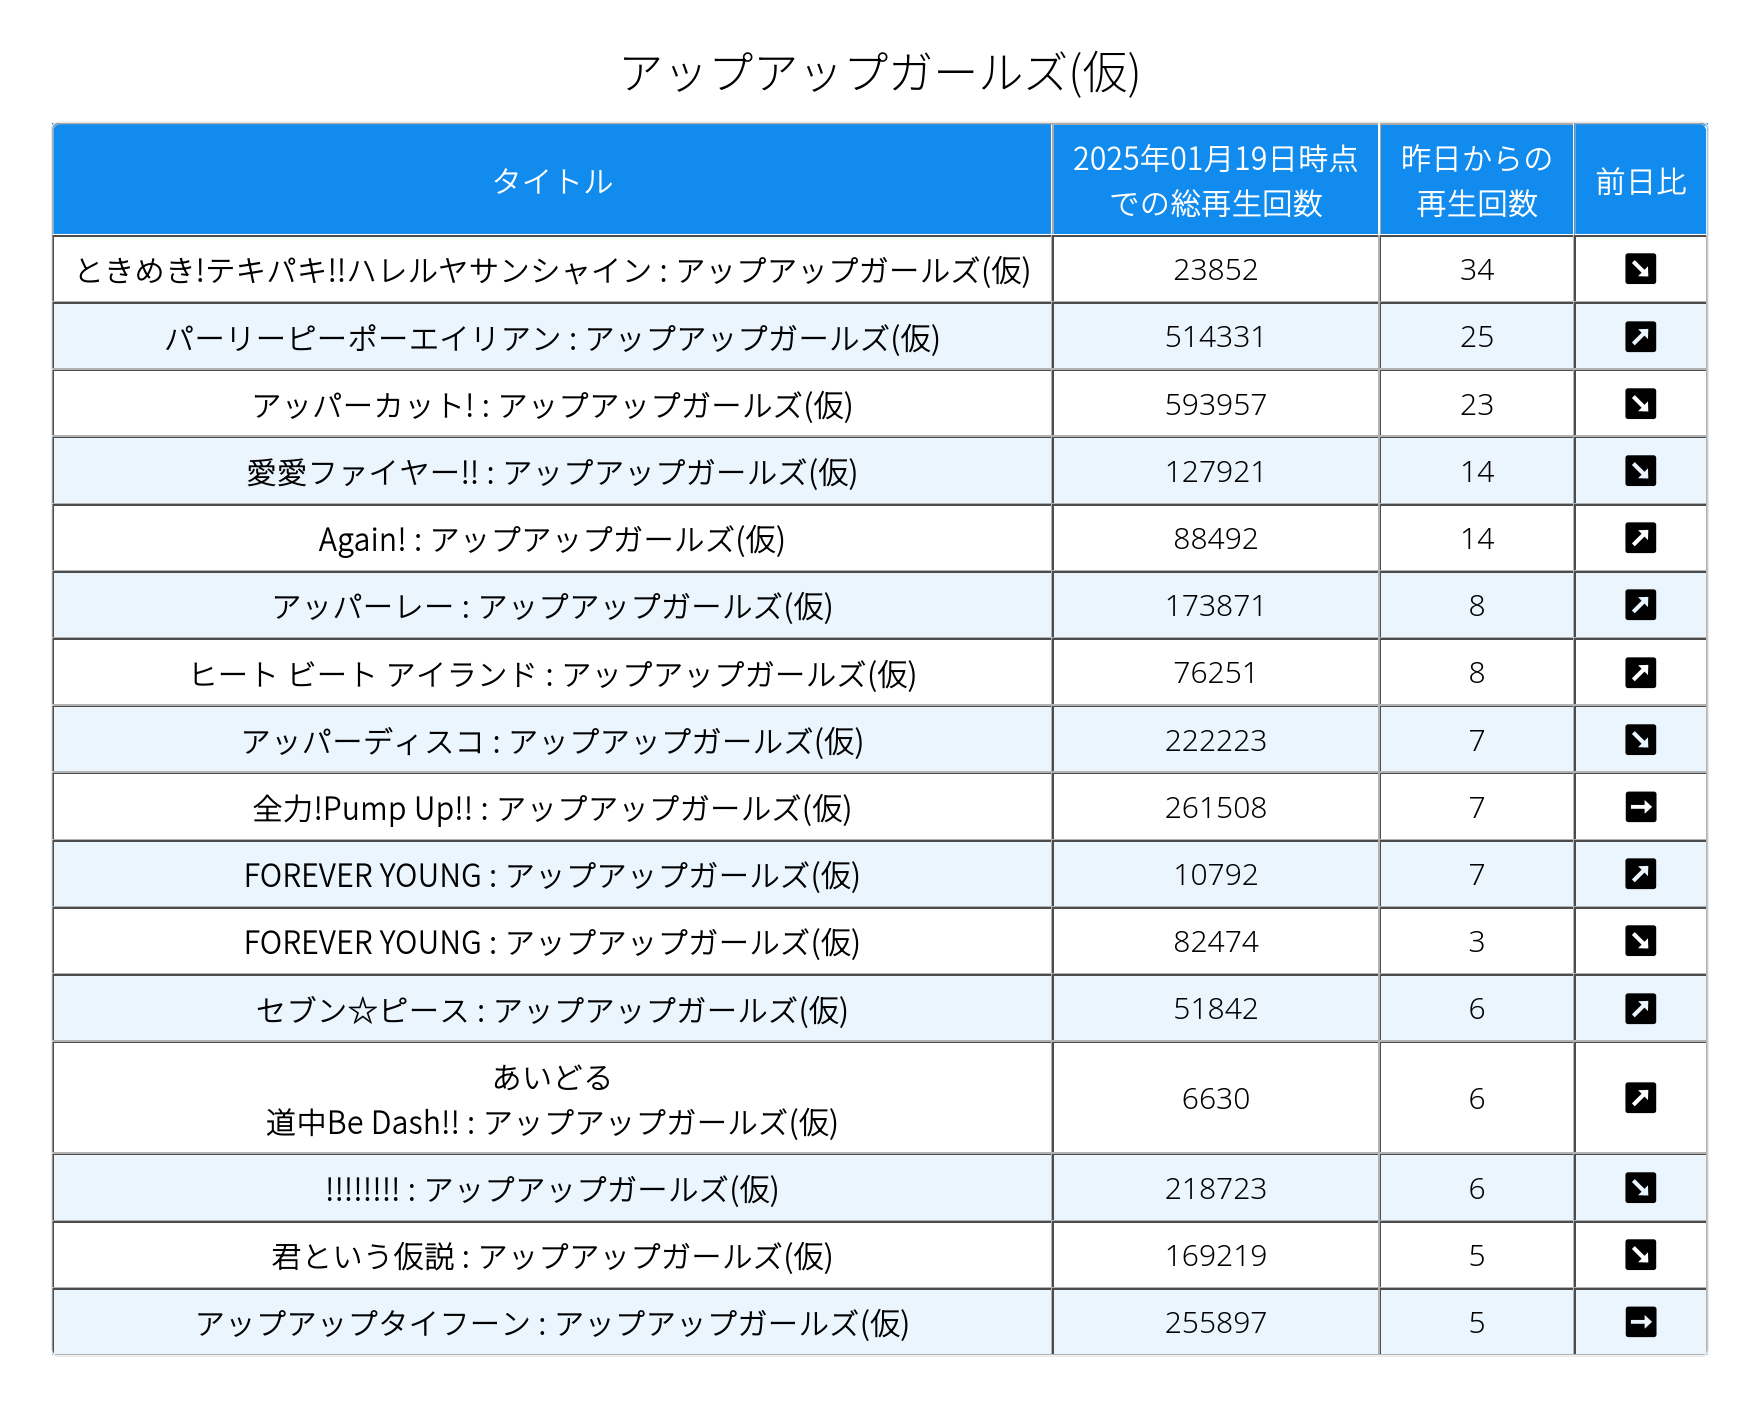 アップアップガールズ(仮)
タイトル 2025年01月19日時点での総再生回数 昨日からの再生回数 前日比
ときめき!テキパキ!!ハレルヤサンシャイン : アップアップガールズ(仮) 23852 34 ↘
パーリーピーポーエイリアン : アップアップガールズ(仮) 514331 25 ↗
アッパーカット! : アップアップガールズ(仮) 593957 23 ↘
愛愛ファイヤー!! : アップアップガールズ(仮) 127921 14 ↘
Again! : アップアップガールズ(仮) 88492 14 ↗
アッパーレー : アップアップガールズ(仮) 173871 8 ↗
ヒート ビート アイランド : アップアップガールズ(仮) 76251 8 ↗
アッパーディスコ : アップアップガールズ(仮) 222223 7 ↘
全力!Pump Up!! : アップアップガールズ(仮) 261508 7 →
FOREVER YOUNG : アップアップガールズ(仮) 10792 7 ↗
FOREVER YOUNG : アップアップガールズ(仮) 82474 3 ↘
セブン☆ピース : アップアップガールズ(仮) 51842 6 ↗
あいどる
道中Be Dash!! : アップアップガールズ(仮) 6630 6 ↗
!!!!!!!! : アップアップガールズ(仮) 218723 6 ↘
君という仮説 : アップアップガールズ(仮) 169219 5 ↘
アップアップタイフーン : アップアップガールズ(仮) 255897 5 →